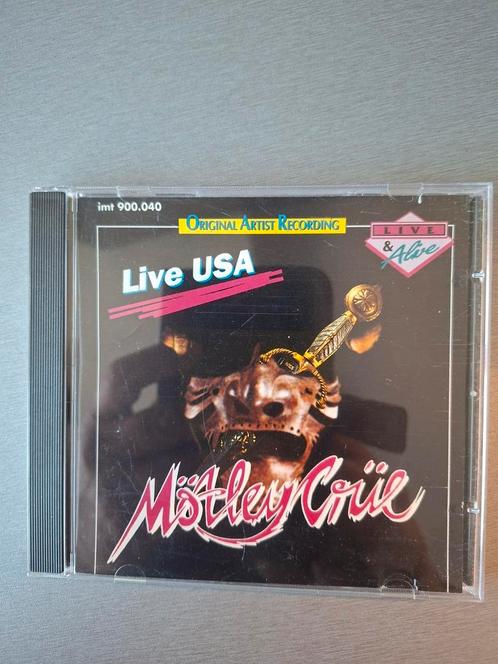 imt 900.040
ORIGINAL ARTIST RECORDING
LIVE
& Alive
Live USA
Mötley Crüe